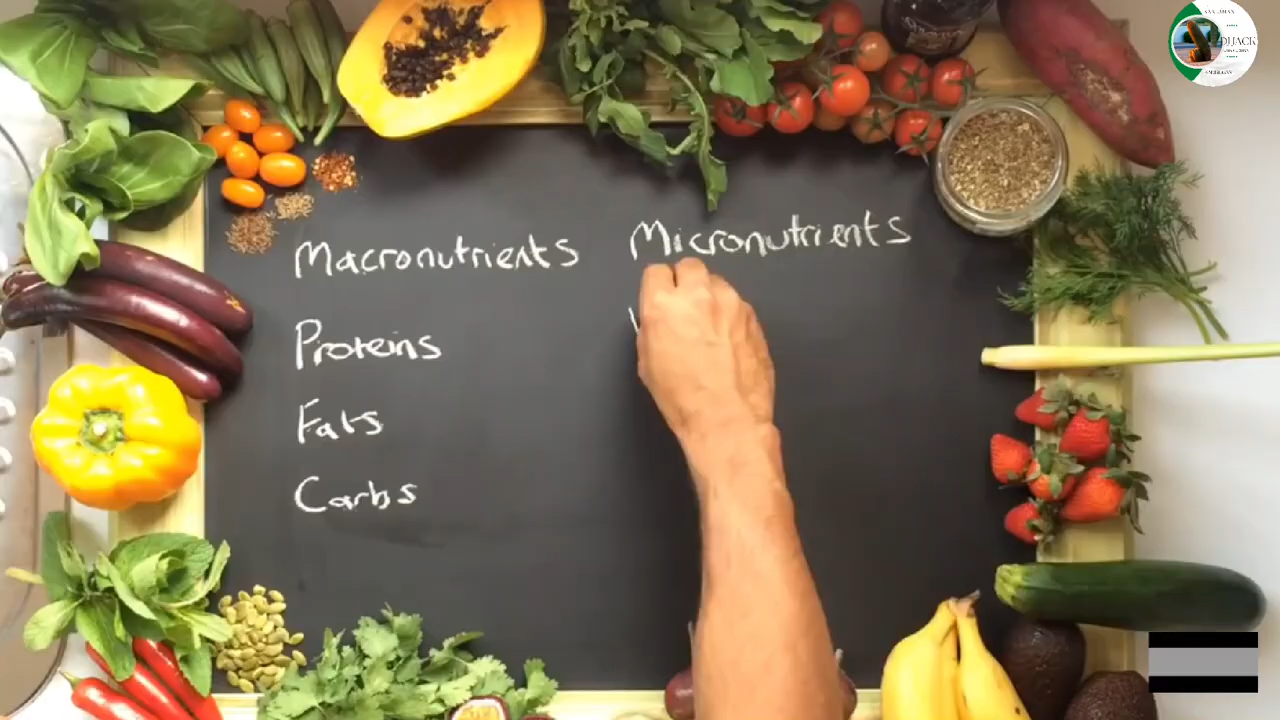 Macronutrients
Proteins
Fats
Carbs
Micronutrients